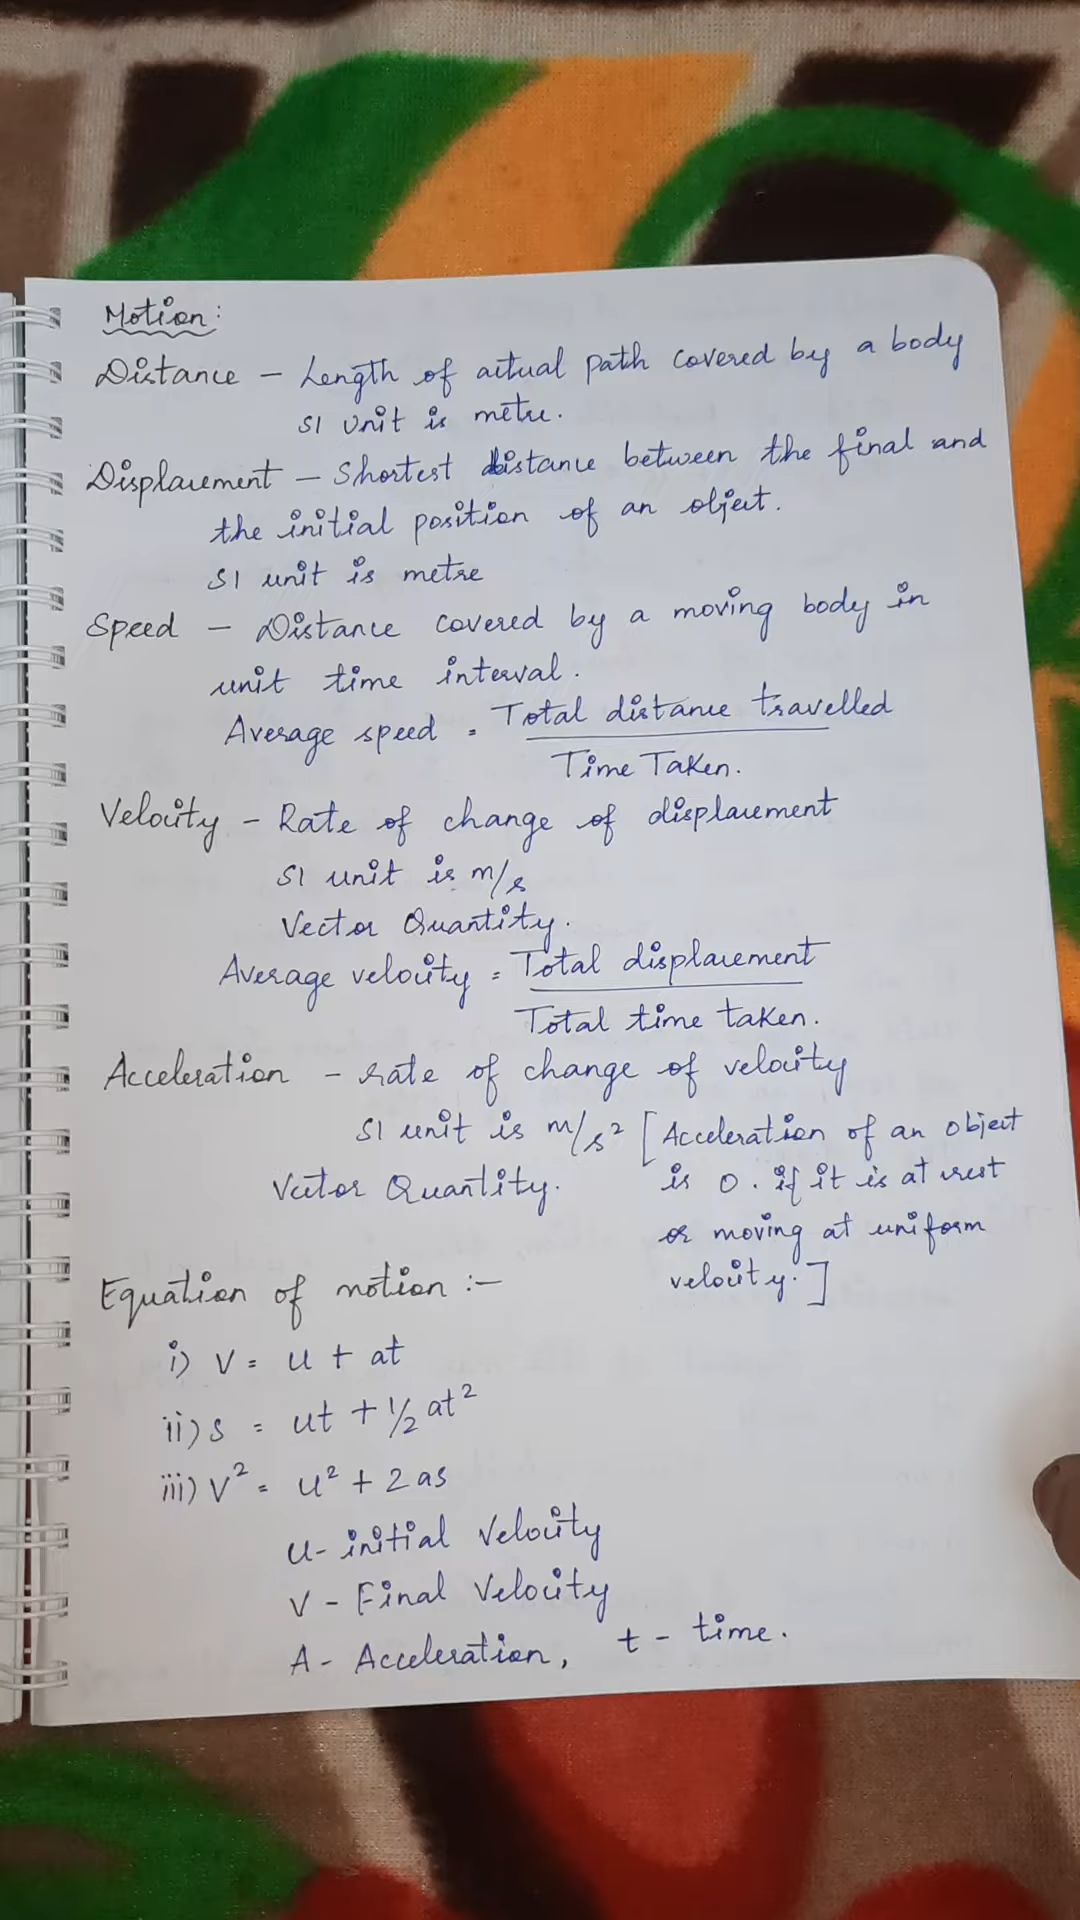 Motion:
Distance - Length of actual path covered by a body
SI unit is metre.
Displacement - Shortest distance between the final and
the initial position of an object.
SI unit is metre
Speed - Distance covered by a moving body in
unit time interval.
Average speed = Total distance travelled
Time Taken.
Velocity - Rate of change of displacement
SI unit is m/s
Vector Quantity.
Average velocity = Total displacement
Total time taken.
Acceleration - rate of change of velocity
SI unit is m/s² [Acceleration of an object
Vector Quantity. is 0. if it is at rest
or moving at uniform
velocity.]
Equation of motion :-
i) V = u + at
ii) s = ut + 1/2 at²
iii) V² = u² + 2as
U - initial Velocity
V - Final Velocity
A - Acceleration, t - time.